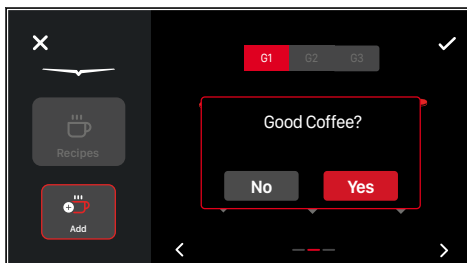 G1 G2 G3
Good Coffee?
Recipes
No Yes
Add